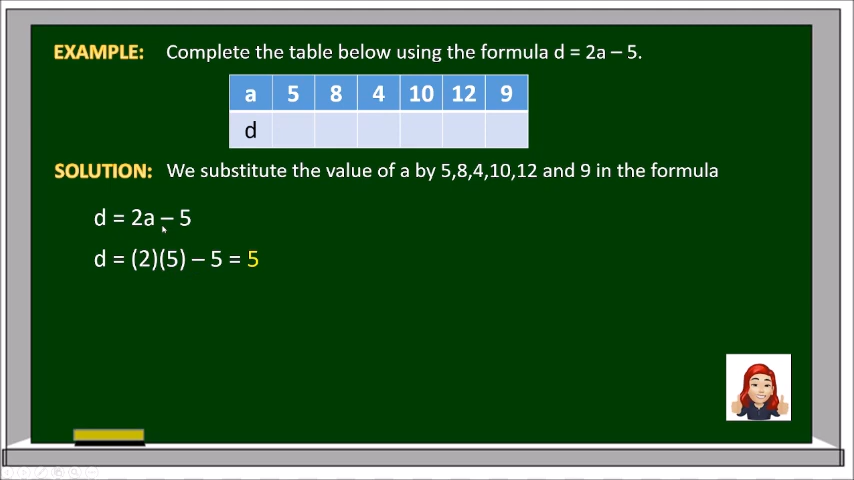 EXAMPLE: Complete the table below using the formula d = 2a – 5.
a 5 8 4 10 12 9
d
SOLUTION: We substitute the value of a by 5,8,4,10,12 and 9 in the formula
d = 2a – 5
d = (2)(5) – 5 = 5